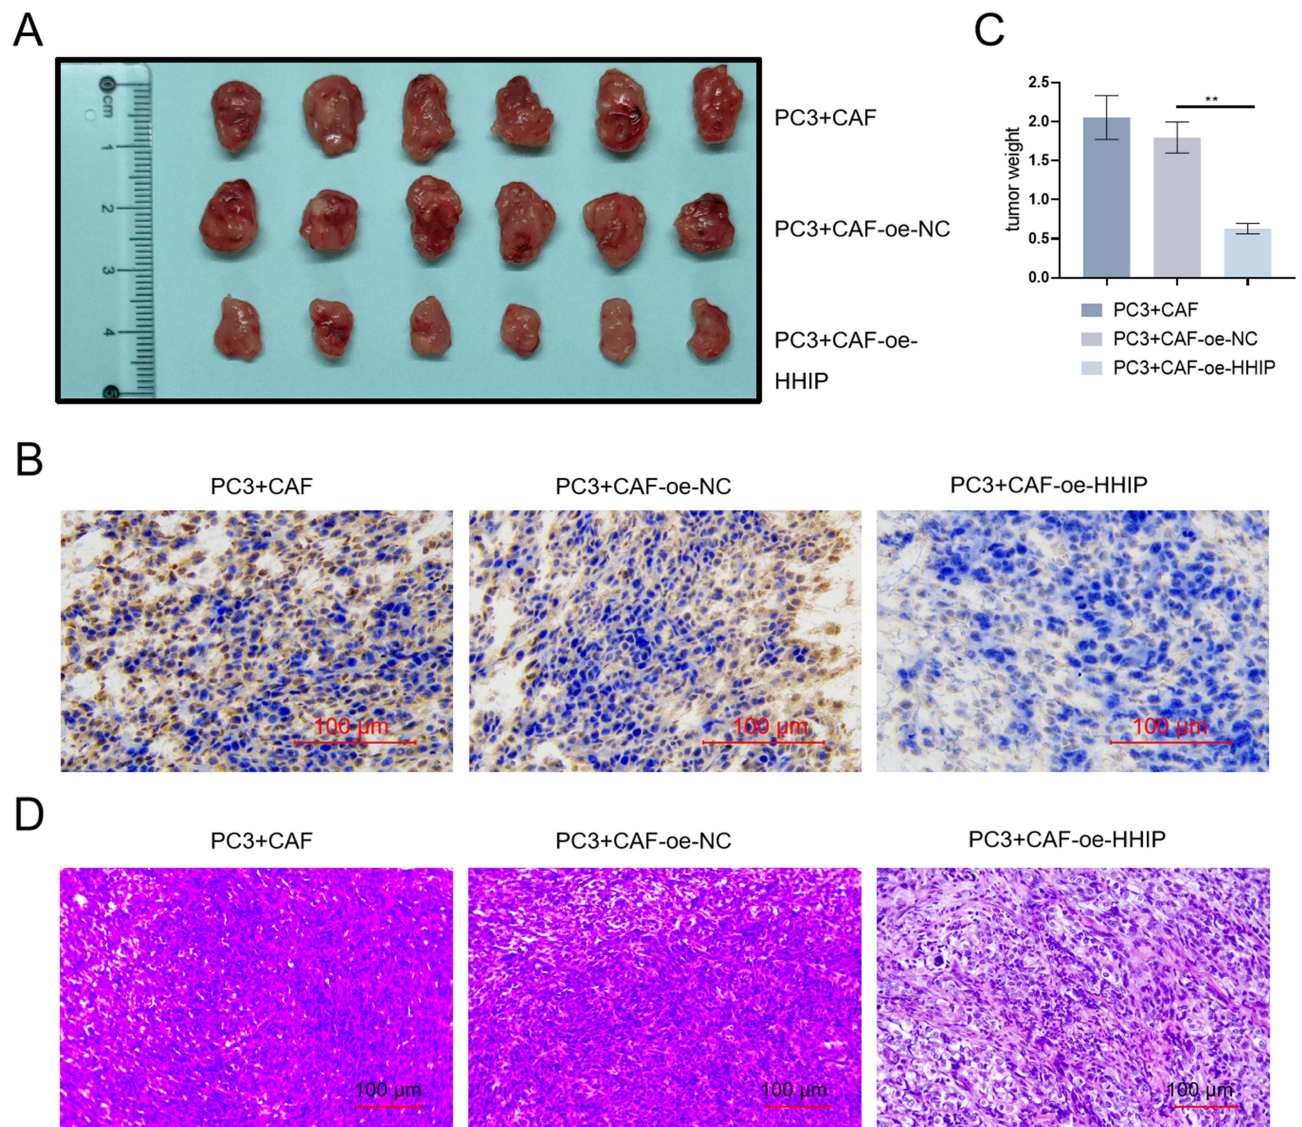 A
0
cm
1
2
3
4
5
PC3+CAF
PC3+CAF-oe-NC
PC3+CAF-oe-
HHIP
C
tumor weight
2.5
2.0
1.5
1.0
0.5
0.0
**
PC3+CAF
PC3+CAF-oe-NC
PC3+CAF-oe-HHIP
B
PC3+CAF
PC3+CAF-oe-NC
PC3+CAF-oe-HHIP
100 µm
100 µm
100 µm
D
PC3+CAF
PC3+CAF-oe-NC
PC3+CAF-oe-HHIP
100 µm
100 µm
100 µm